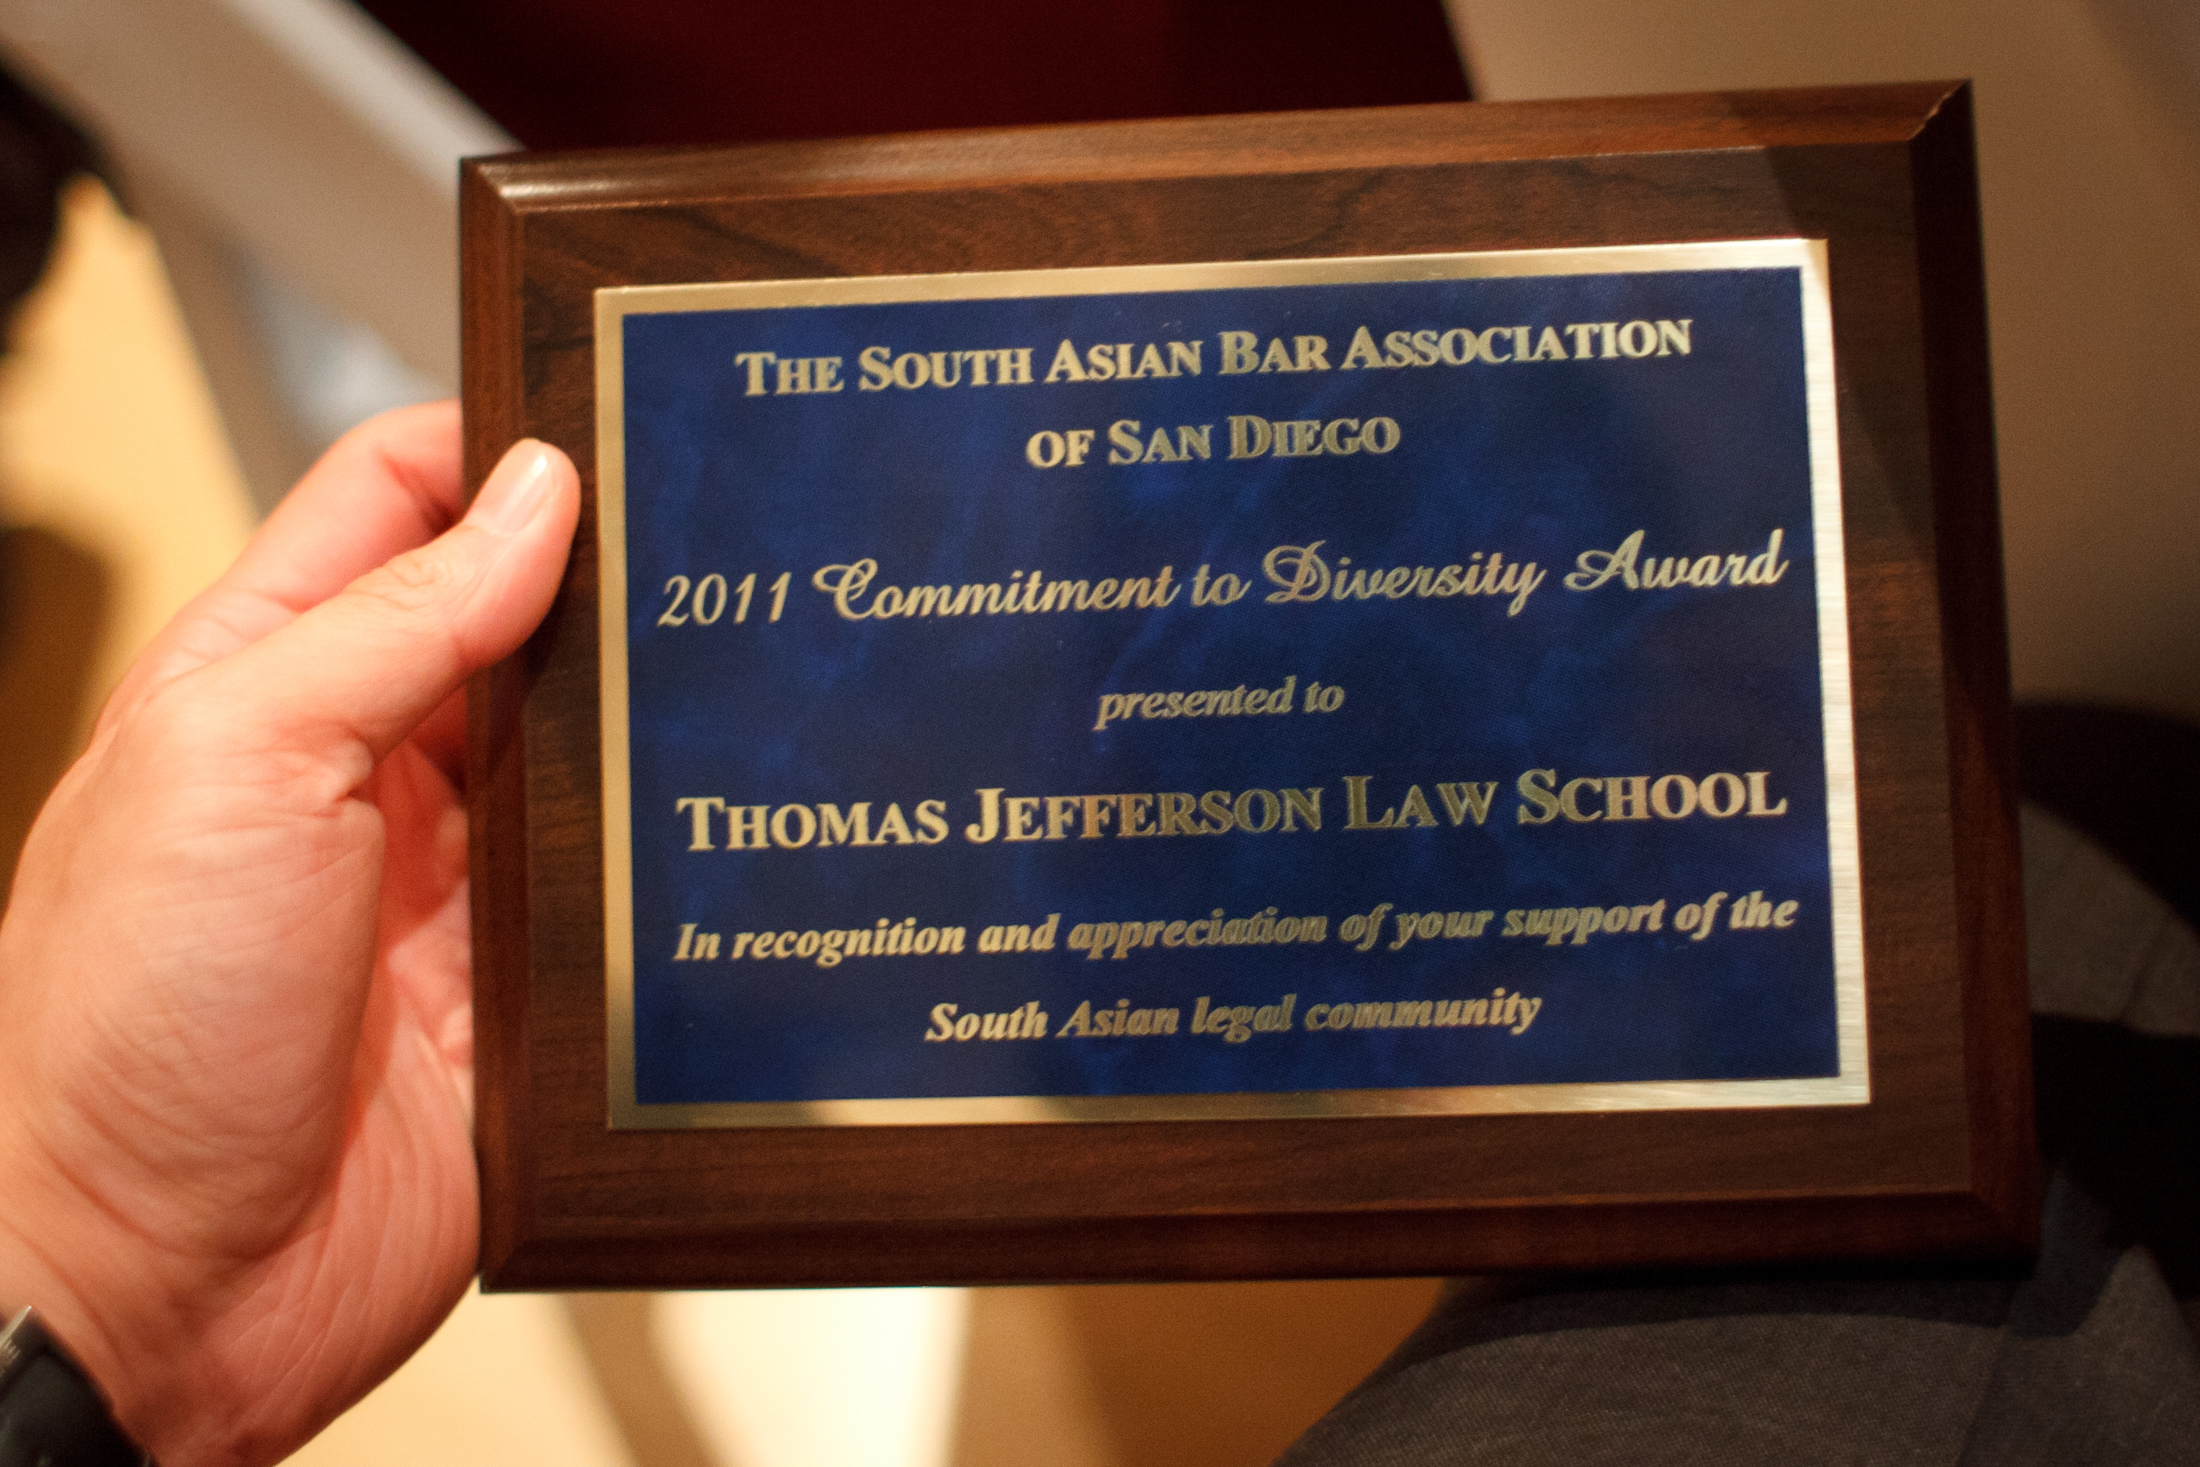 THE SOUTH ASIAN BAR ASSOCIATION
OF SAN DIEGO
2011 Commitment to Diversity Award
presented to
THOMAS JEFFERSON LAW SCHOOL
In recognition and appreciation of your support of the
South Asian legal community